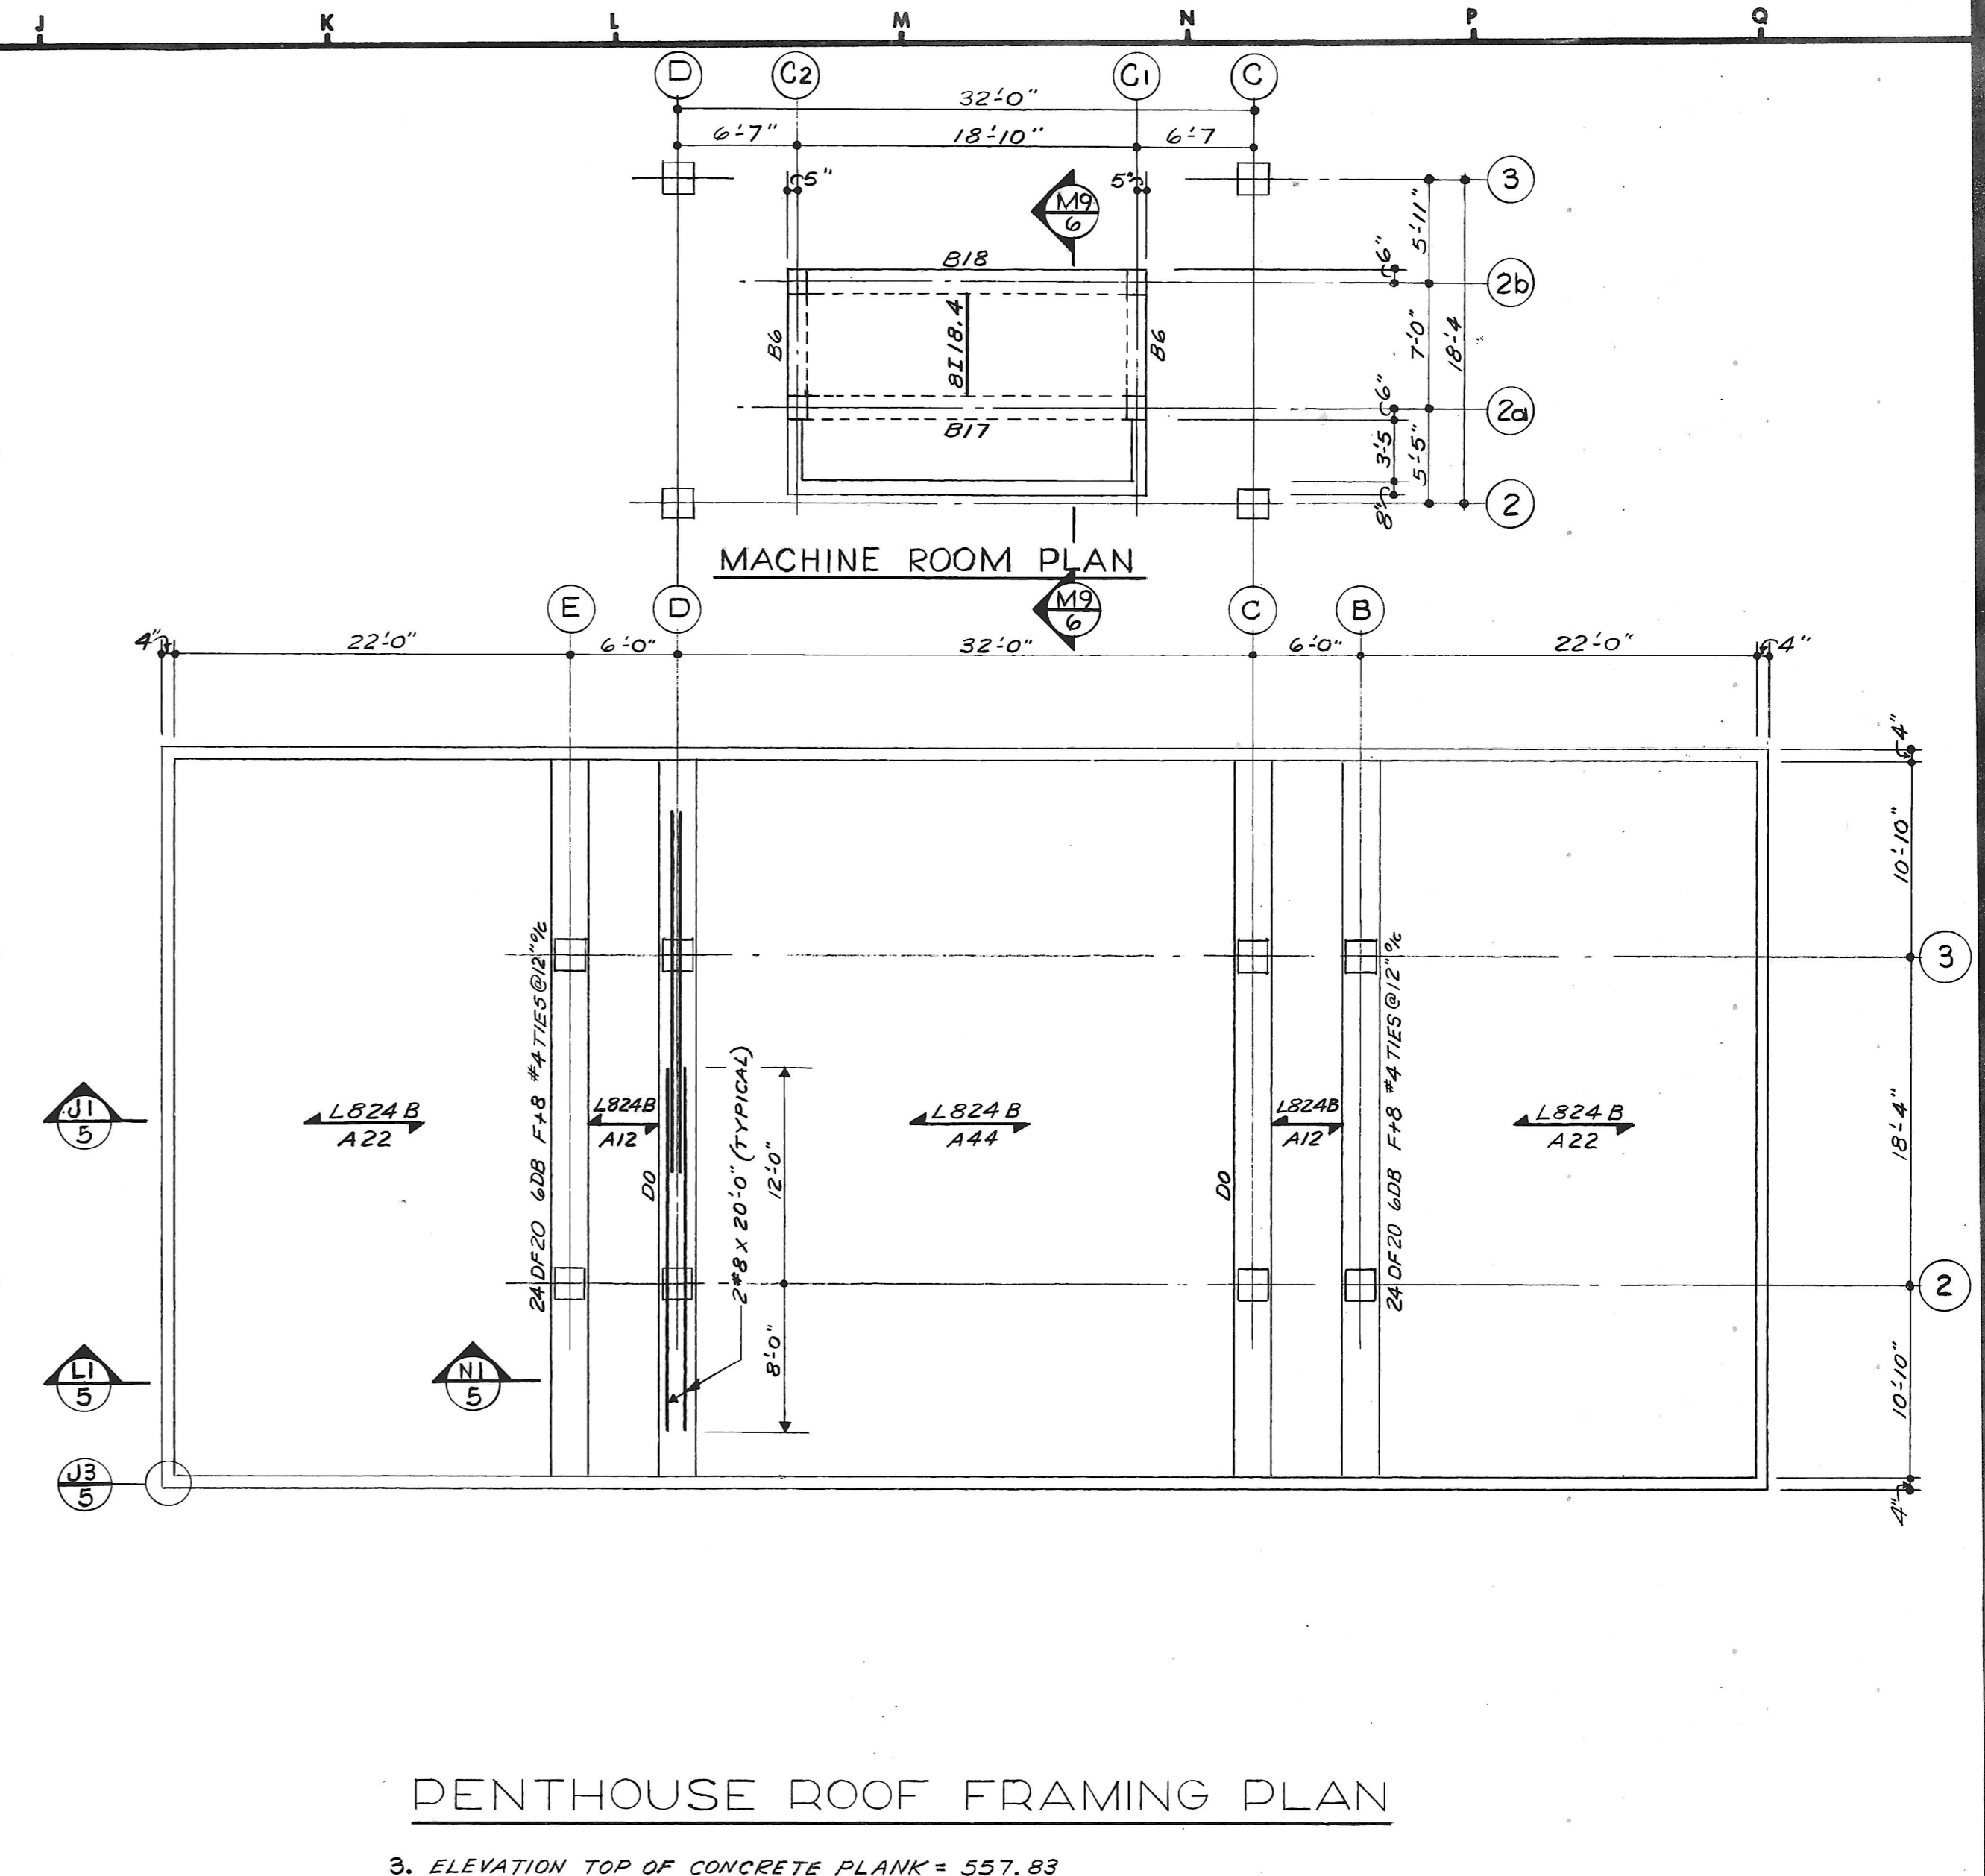 J K L M N P Q
D C2 C1 C
32'-0"
6'-7" 18'-10" 6'-7
5" 5"
M9
6
3
5'-11"
6"
B18
2b
B6 8I18.4 B6
7'-0" 18'-4
6"
2a
B17
3'-5 5'-5"
8"
2
MACHINE ROOM PLAN
M9
6
E D C B
4" 22'-0" 6'-0" 32'-0" 6'-0" 22'-0" 4"
4"
10'-10"
3
24DF20 6DB F+8 #4 TIES@12"o/c
24DF20 6DB F+8 #4 TIES@12"o/c
2#8 X 20'-0" (TYPICAL)
12'-0"
8'-0"
J1
5
L824B
A22
L824B
A12
L824B
A44
L824B
A12
L824B
A22
18'-4"
DO DO
2
L1
5
N1
5
10'-10"
J3
5
4"
PENTHOUSE ROOF FRAMING PLAN
3. ELEVATION TOP OF CONCRETE PLANK = 557.83